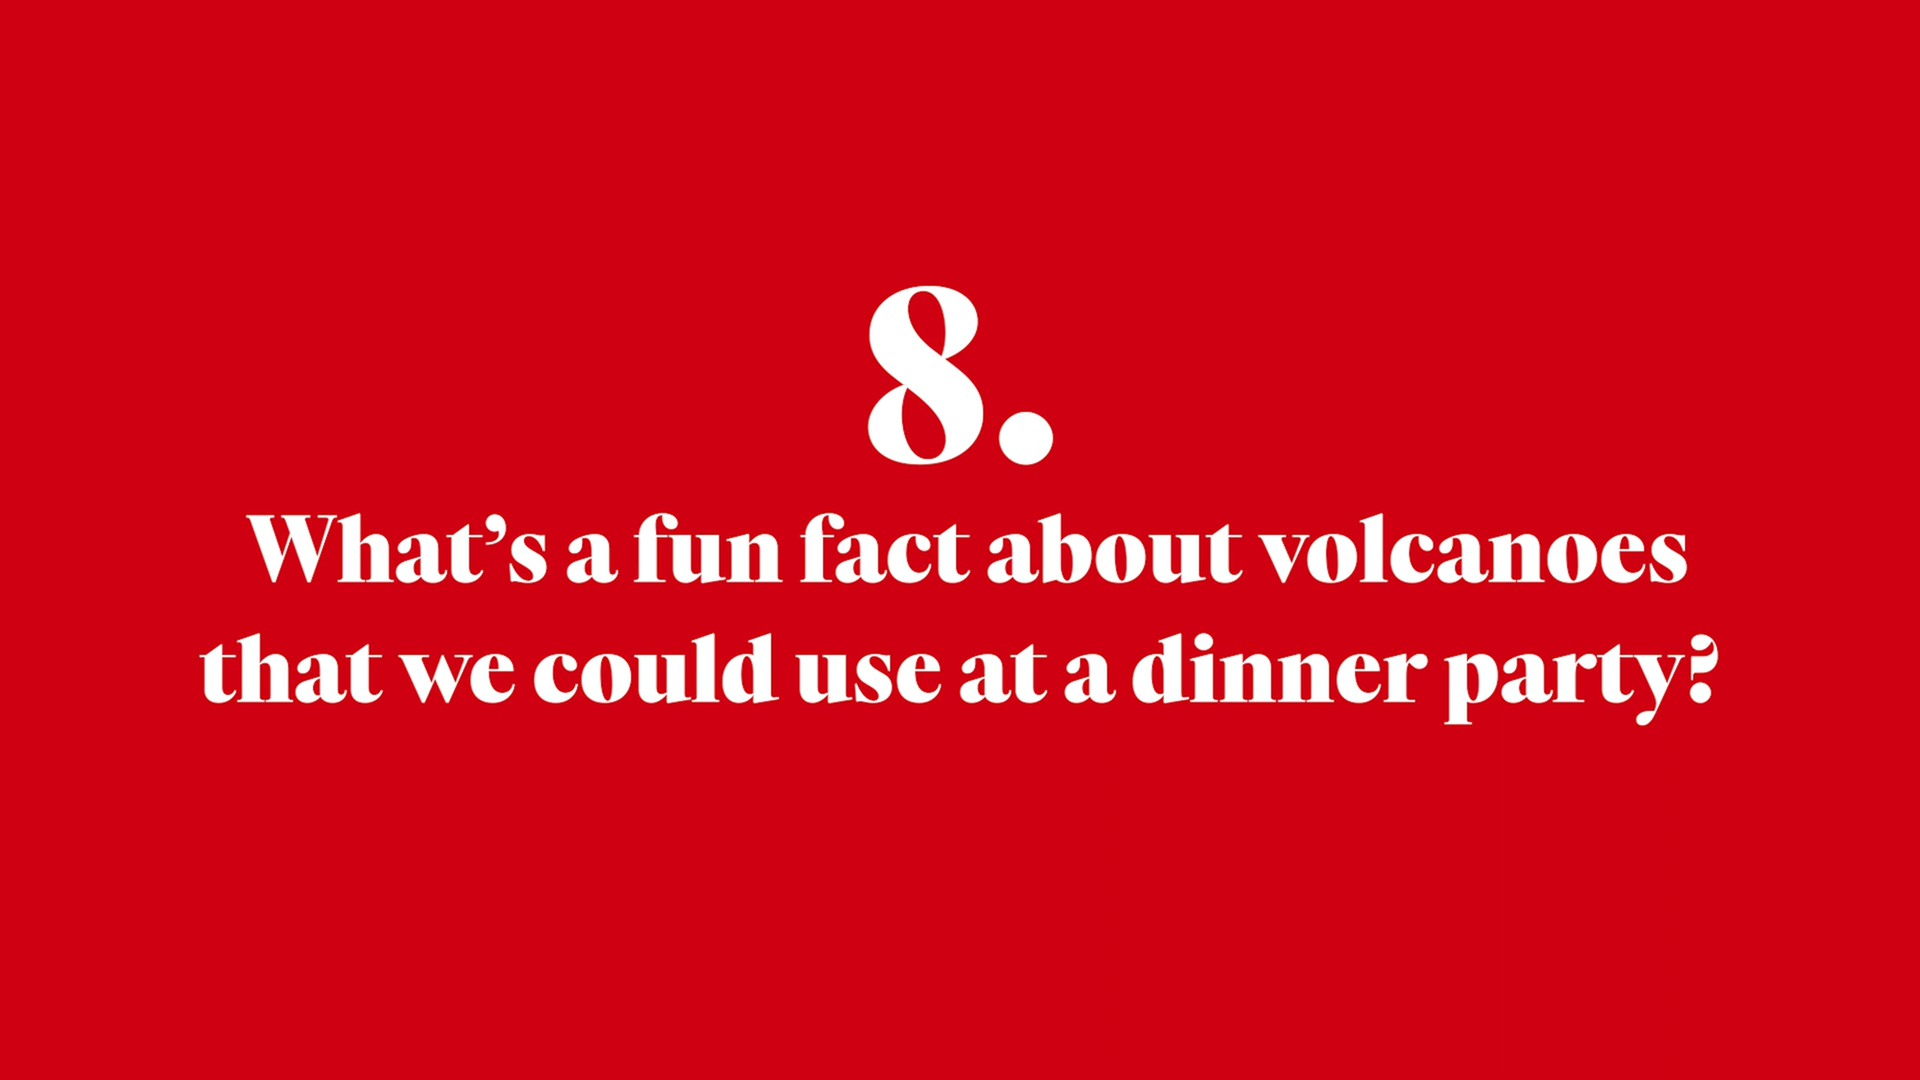 8.
What’s a fun fact about volcanoes
that we could use at a dinner party?